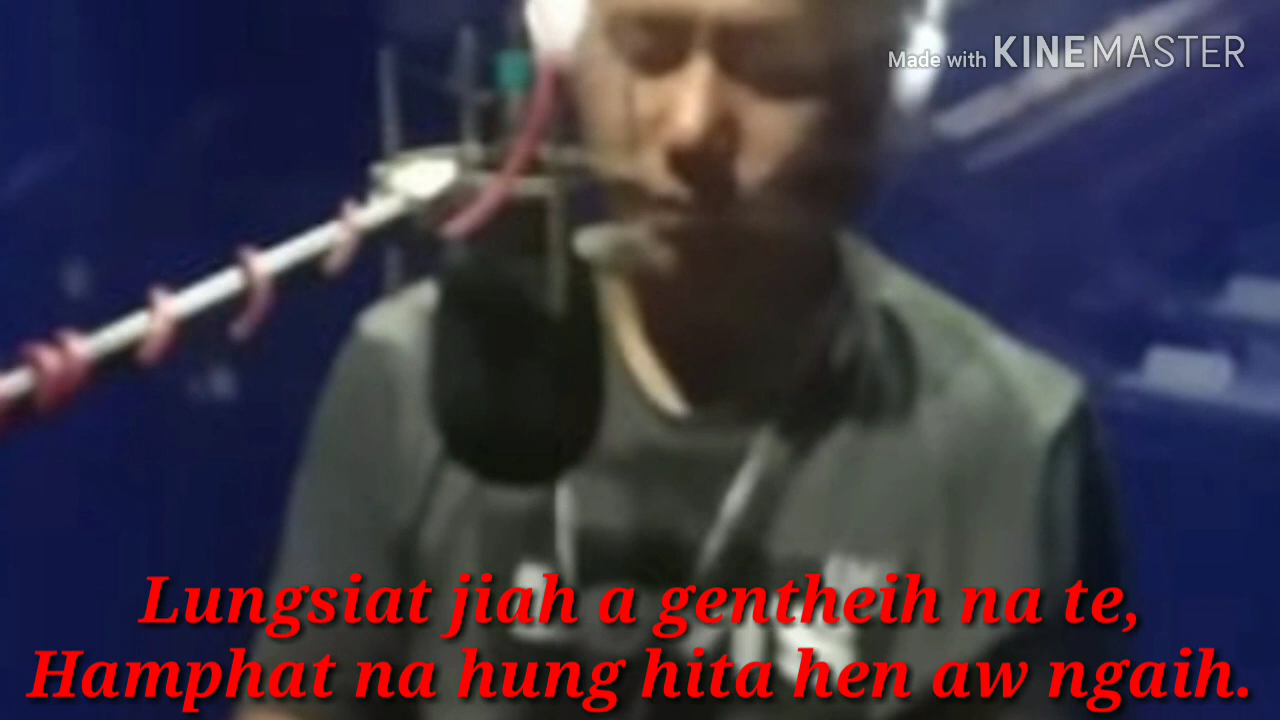 Made with KINEMASTER
Lungsiat jiah a gentheih na te,
Hamphat na hung hita hen aw ngaih.